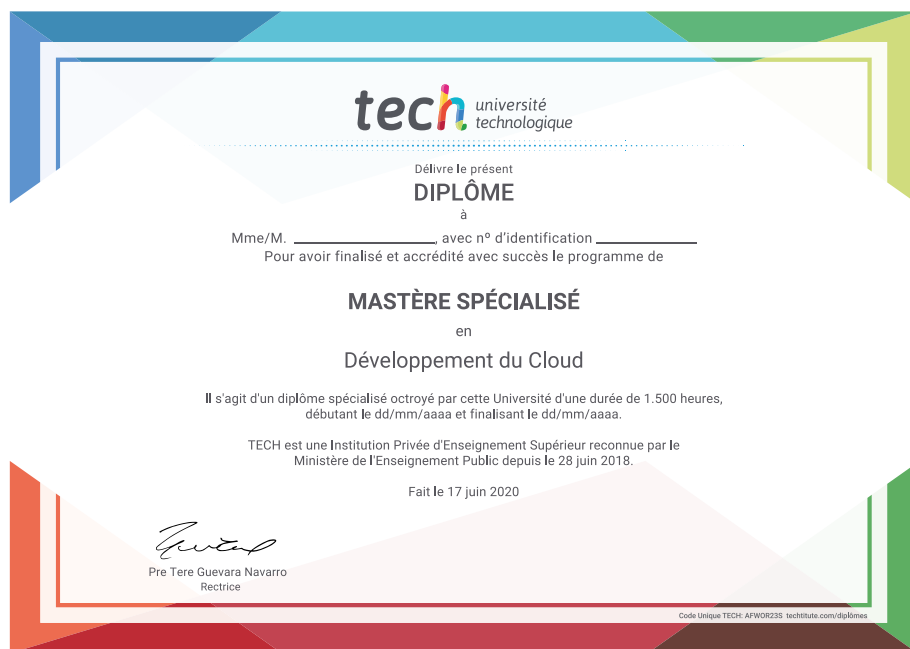 tech université
technologique
Délivre le présent
DIPLÔME
à
Mme/M. ____________, avec nº d'identification ____________
Pour avoir finalisé et accrédité avec succès le programme de
MASTÈRE SPÉCIALISÉ
en
Développement du Cloud
Il s'agit d'un diplôme spécialisé octroyé par cette Université d'une durée de 1.500 heures,
débutant le dd/mm/aaaa et finalisant le dd/mm/aaaa.
TECH est une Institution Privée d'Enseignement Supérieur reconnue par le
Ministère de l'Enseignement Public depuis le 28 juin 2018.
Fait le 17 juin 2020
Pre Tere Guevara Navarro
Rectrice
Code Unique TECH: AFWOR23S techtitute.com/diplômes